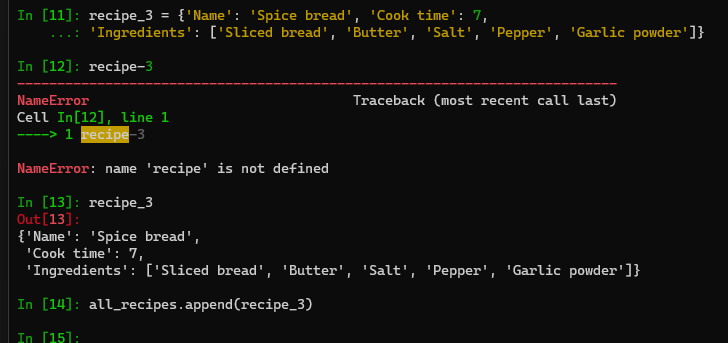 In [11]: recipe_3 = {'Name': 'Spice bread', 'Cook time': 7,
    ...: 'Ingredients': ['Sliced bread', 'Butter', 'Salt', 'Pepper', 'Garlic powder']}
In [12]: recipe-3
---------------------------------------------------------------------------
NameError                                 Traceback (most recent call last)
Cell In[12], line 1
----> 1 recipe-3
NameError: name 'recipe' is not defined
In [13]: recipe_3
Out[13]:
{'Name': 'Spice bread',
 'Cook time': 7,
 'Ingredients': ['Sliced bread', 'Butter', 'Salt', 'Pepper', 'Garlic powder']}
In [14]: all_recipes.append(recipe_3)
In [15]: